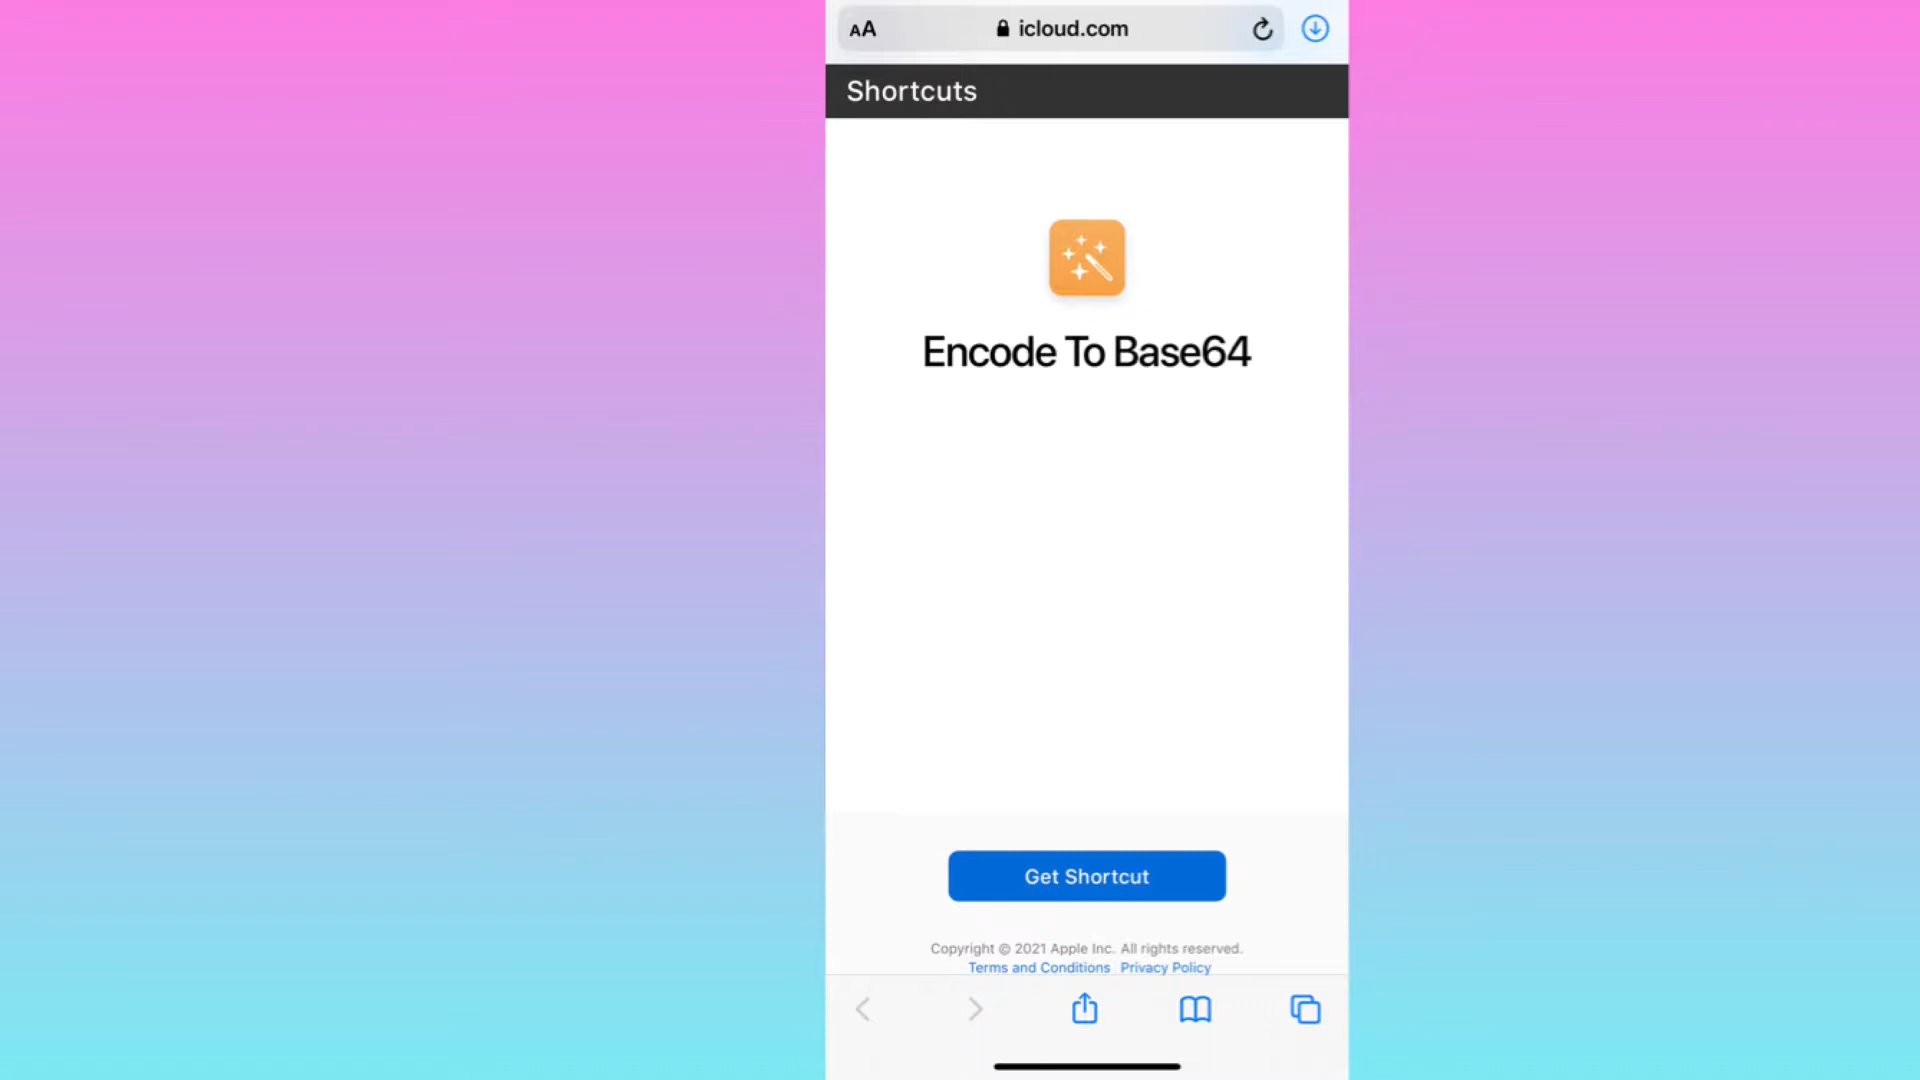 AA icloud.com
Shortcuts
Encode To Base64
Get Shortcut
Copyright © 2021 Apple Inc. All rights reserved.
Terms and Conditions Privacy Policy